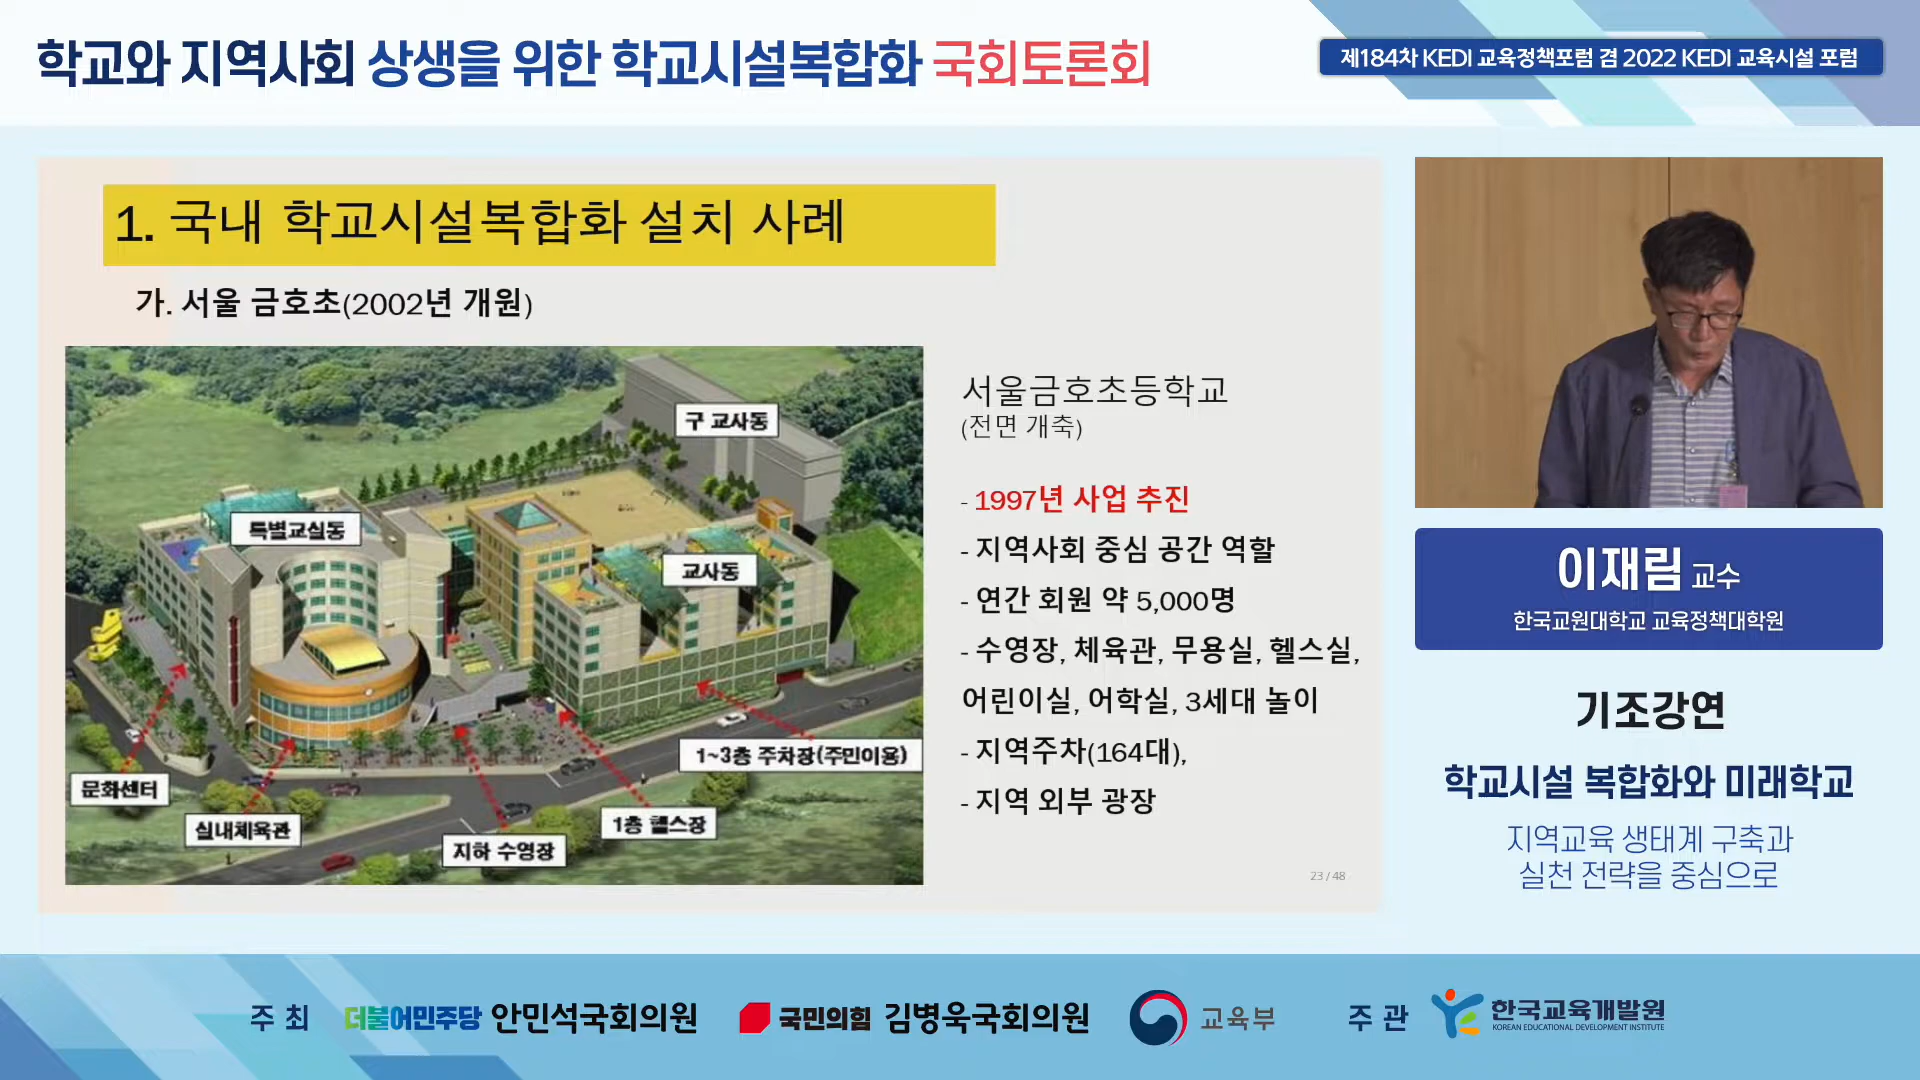 학교와 지역사회 상생을 위한 학교시설복합화 국회토론회
제184차 KEDI 교육정책포럼 겸 2022 KEDI 교육시설 포럼
1. 국내 학교시설복합화 설치 사례
가. 서울 금호초(2002년 개원)
구 교사동
특별교실동
교사동
1~3층 주차장(주민이용)
문화센터
실내체육관
1층 헬스장
지하 수영장
서울금호초등학교
(전면 개축)
- 1997년 사업 추진
- 지역사회 중심 공간 역할
- 연간 회원 약 5,000명
- 수영장, 체육관, 무용실, 헬스실,
어린이실, 어학실, 3세대 놀이
- 지역주차(164대),
- 지역 외부 광장
23 / 48
이재림 교수
한국교원대학교 교육정책대학원
기조강연
학교시설 복합화와 미래학교
지역교육 생태계 구축과
실천 전략을 중심으로
주 최 더불어민주당 안민석국회의원 국민의힘 김병욱국회의원 교육부 주 관 한국교육개발원
KOREAN EDUCATIONAL DEVELOPMENT INSTITUTE